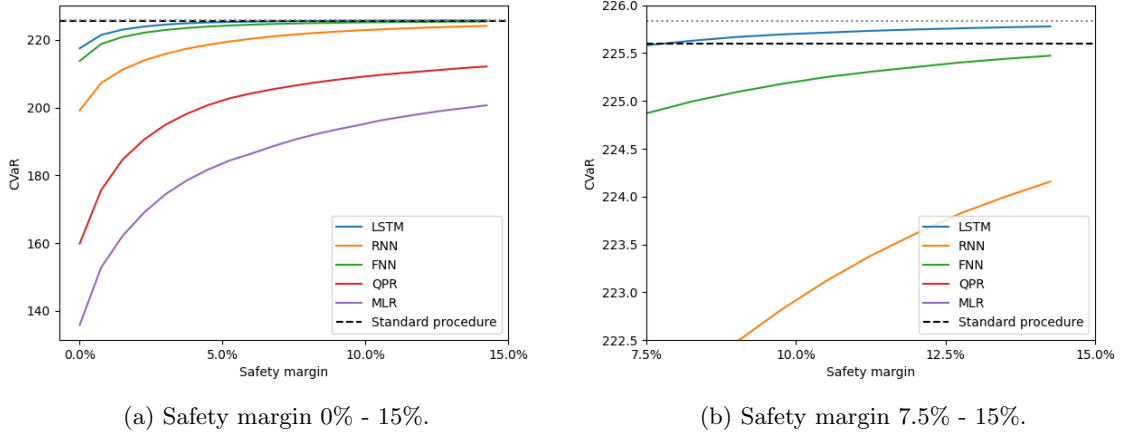 220
200
180
160
140
CVaR
0.0%
5.0%
10.0%
15.0%
Safety margin
LSTM
RNN
FNN
QPR
MLR
Standard procedure
(a) Safety margin 0% - 15%.
226.0
225.5
225.0
224.5
224.0
223.5
223.0
222.5
CVaR
7.5%
10.0%
12.5%
15.0%
Safety margin
LSTM
RNN
FNN
QPR
MLR
Standard procedure
(b) Safety margin 7.5% - 15%.